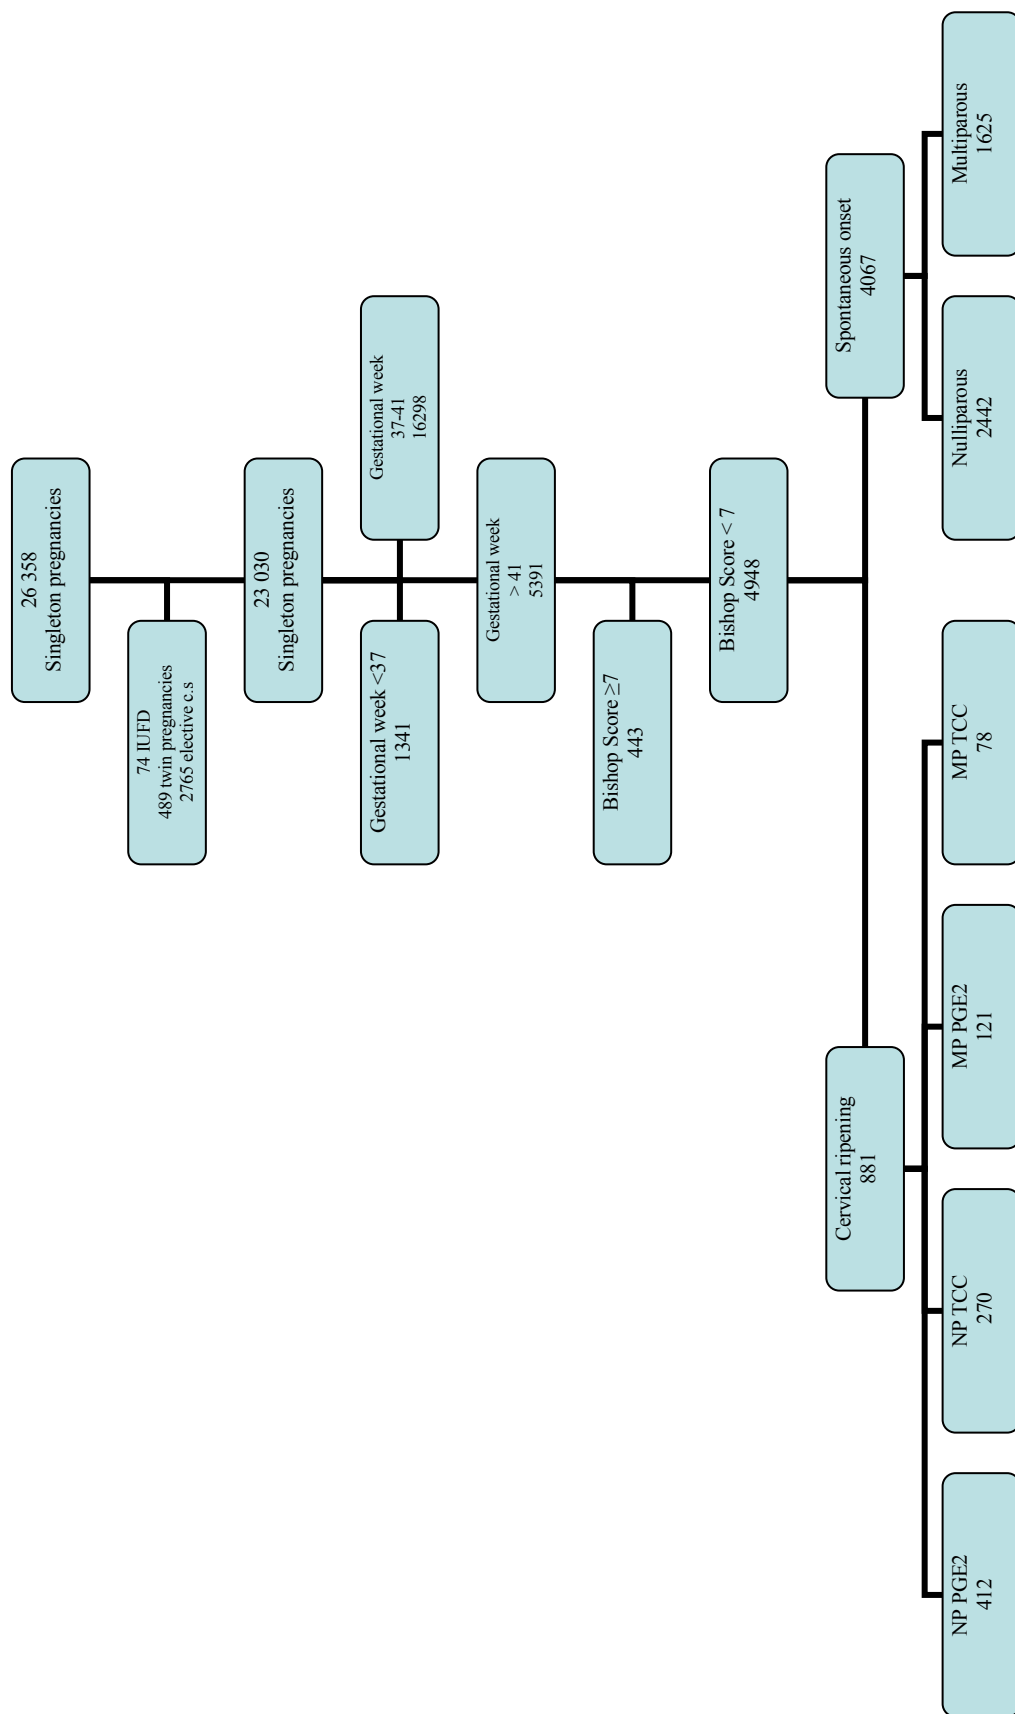 26 358
Singleton pregnancies
74 IUFD
489 twin pregnancies
2765 elective c.s
23 030
Singleton pregnancies
Gestational week <37
1341
Gestational week
37-41
16298
Gestational week
> 41
5391
Bishop Score ≥7
443
Bishop Score < 7
4948
Cervical ripening
881
Spontaneous onset
4067
NP PGE2
412
NP TCC
270
MP PGE2
121
MP TCC
78
Nulliparous
2442
Multiparous
1625